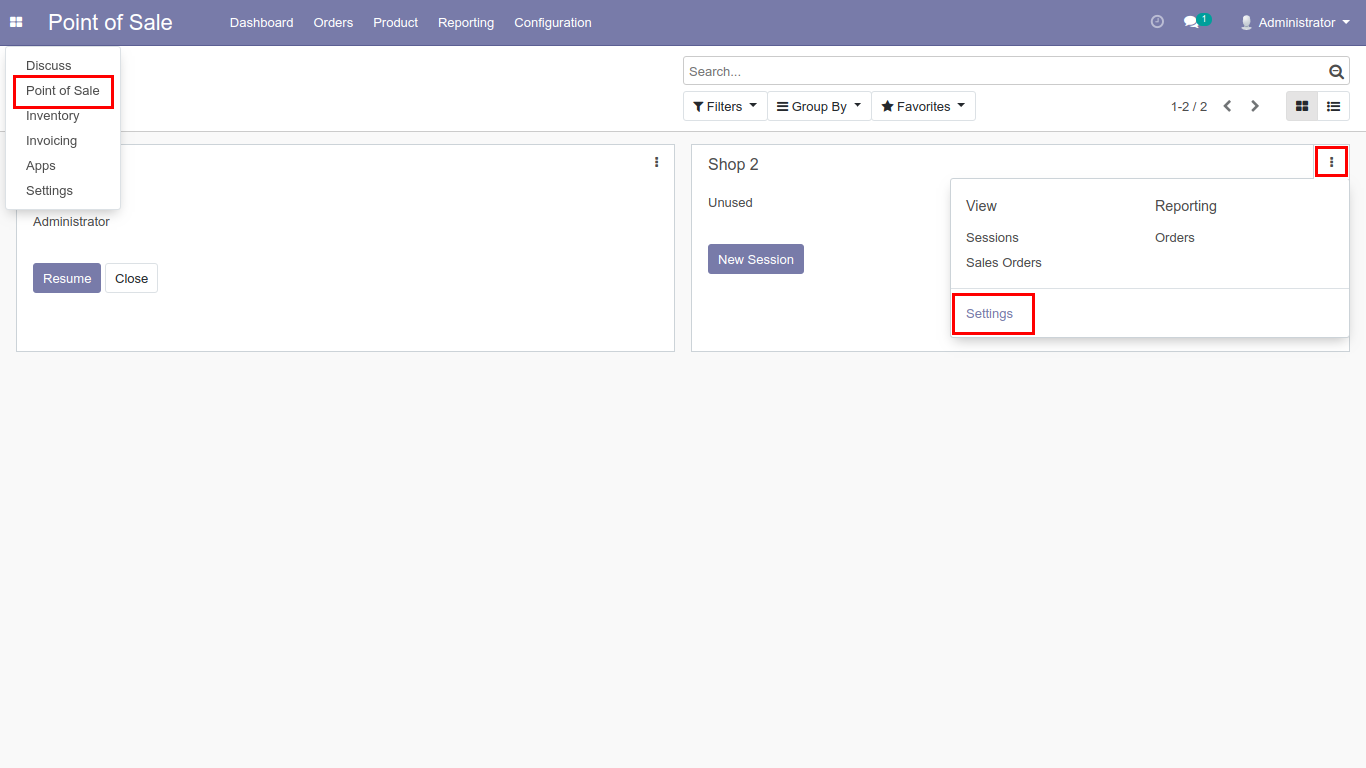 Point of Sale
Dashboard Orders Product Reporting Configuration
1 Administrator
Discuss
Point of Sale
Inventory
Invoicing
Apps
Settings
Search...
Filters Group By Favorites
1-2 / 2
Administrator
Resume Close
Shop 2
Unused
New Session
View
Sessions
Sales Orders
Reporting
Orders
Settings